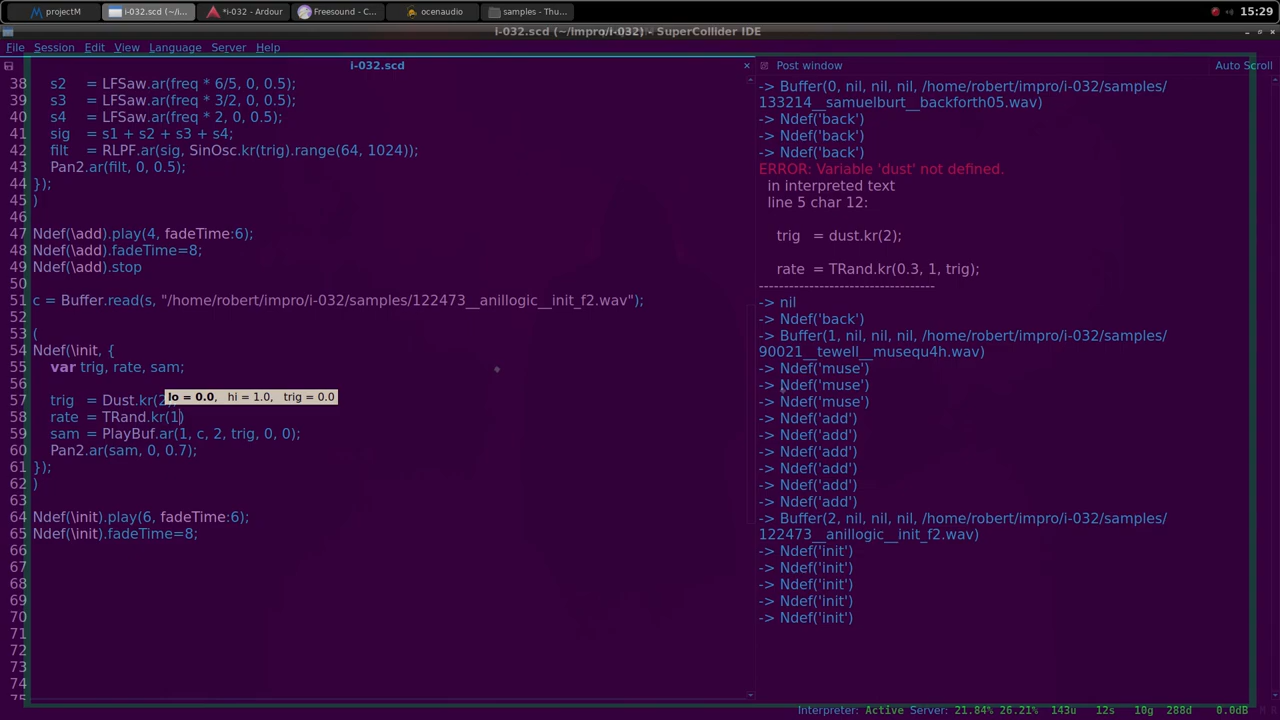 projectM
i-032.scd (~/i...
*i-032 - Ardour
Freesound - C...
ocenaudio
samples - Thu...
15:29
i-032.scd (~/impro/i-032) - SuperCollider IDE
File Session Edit View Language Server Help
i-032.scd
38 s2 = LFSaw.ar(freq * 6/5, 0, 0.5);
39 s3 = LFSaw.ar(freq * 3/2, 0, 0.5);
40 s4 = LFSaw.ar(freq * 2, 0, 0.5);
41 sig = s1 + s2 + s3 + s4;
42 filt = RLPF.ar(sig, SinOsc.kr(trig).range(64, 1024));
43 Pan2.ar(filt, 0, 0.5);
44 });
45 )
46
47 Ndef(\add).play(4, fadeTime:6);
48 Ndef(\add).fadeTime=8;
49 Ndef(\add).stop
50
51 c = Buffer.read(s, "/home/robert/impro/i-032/samples/122473__anillogic__init_f2.wav");
52
53 (
54 Ndef(\init, {
55 var trig, rate, sam;
56
57 trig = Dust.kr(2
lo = 0.0, hi = 1.0, trig = 0.0
58 rate = TRand.kr(1)
59 sam = PlayBuf.ar(1, c, 2, trig, 0, 0);
60 Pan2.ar(sam, 0, 0.7);
61 });
62 )
63
64 Ndef(\init).play(6, fadeTime:6);
65 Ndef(\init).fadeTime=8;
66
67
68
69
70
71
72
73
74
75
Post window
Auto Scroll
-> Buffer(0, nil, nil, nil, /home/robert/impro/i-032/samples/
133214__samuelburt__backforth05.wav)
-> Ndef('back')
-> Ndef('back')
-> Ndef('back')
ERROR: Variable 'dust' not defined.
in interpreted text
line 5 char 12:
trig = dust.kr(2);
rate = TRand.kr(0.3, 1, trig);
-----------------------------------
-> nil
-> Ndef('back')
-> Buffer(1, nil, nil, nil, /home/robert/impro/i-032/samples/
90021__tewell__musequ4h.wav)
-> Ndef('muse')
-> Ndef('muse')
-> Ndef('muse')
-> Ndef('add')
-> Ndef('add')
-> Ndef('add')
-> Ndef('add')
-> Ndef('add')
-> Ndef('add')
-> Buffer(2, nil, nil, nil, /home/robert/impro/i-032/samples/
122473__anillogic__init_f2.wav)
-> Ndef('init')
-> Ndef('init')
-> Ndef('init')
-> Ndef('init')
-> Ndef('init')
Interpreter: Active Server: 21.84% 26.21% 143u 12s 10g 288d 0.0dB